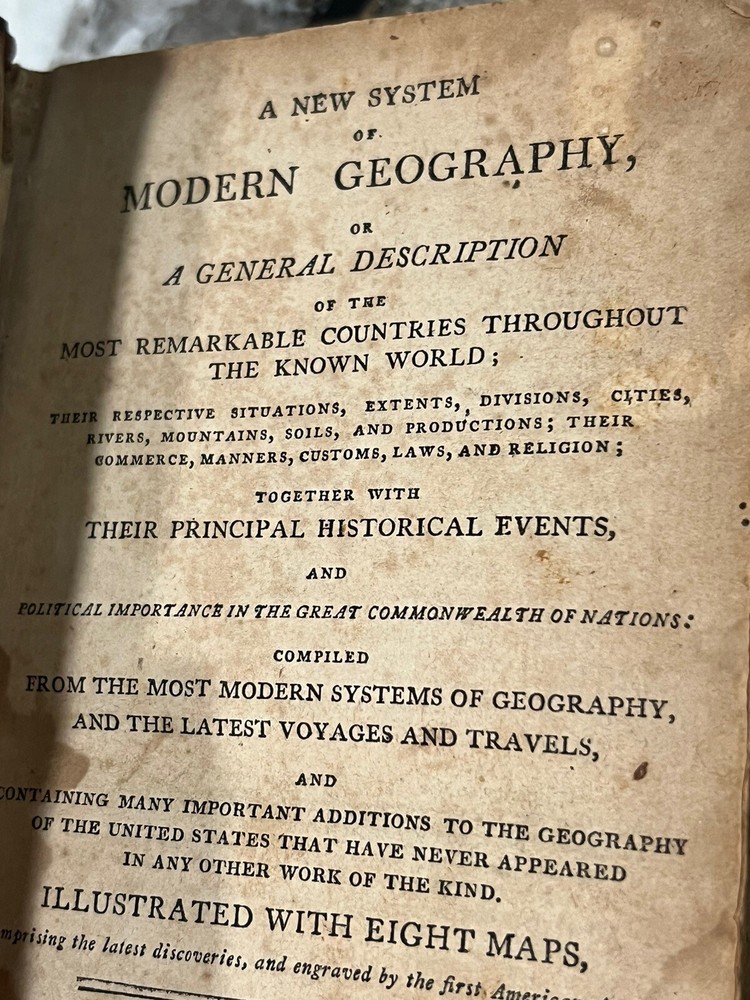 A NEW SYSTEM
OF
MODERN GEOGRAPHY,
OR
A GENERAL DESCRIPTION
OF THE
MOST REMARKABLE COUNTRIES THROUGHOUT
THE KNOWN WORLD;
THEIR RESPECTIVE SITUATIONS, EXTENTS, DIVISIONS, CITIES,
RIVERS, MOUNTAINS, SOILS, AND PRODUCTIONS; THEIR
COMMERCE, MANNERS, CUSTOMS, LAWS, AND RELIGION;
TOGETHER WITH
THEIR PRINCIPAL HISTORICAL EVENTS,
AND
POLITICAL IMPORTANCE IN THE GREAT COMMONWEALTH OF NATIONS:
COMPILED
FROM THE MOST MODERN SYSTEMS OF GEOGRAPHY,
AND THE LATEST VOYAGES AND TRAVELS,
AND
CONTAINING MANY IMPORTANT ADDITIONS TO THE GEOGRAPHY
OF THE UNITED STATES THAT HAVE NEVER APPEARED
IN ANY OTHER WORK OF THE KIND.
ILLUSTRATED WITH EIGHT MAPS,
the latest discoveries, and engraved by the first